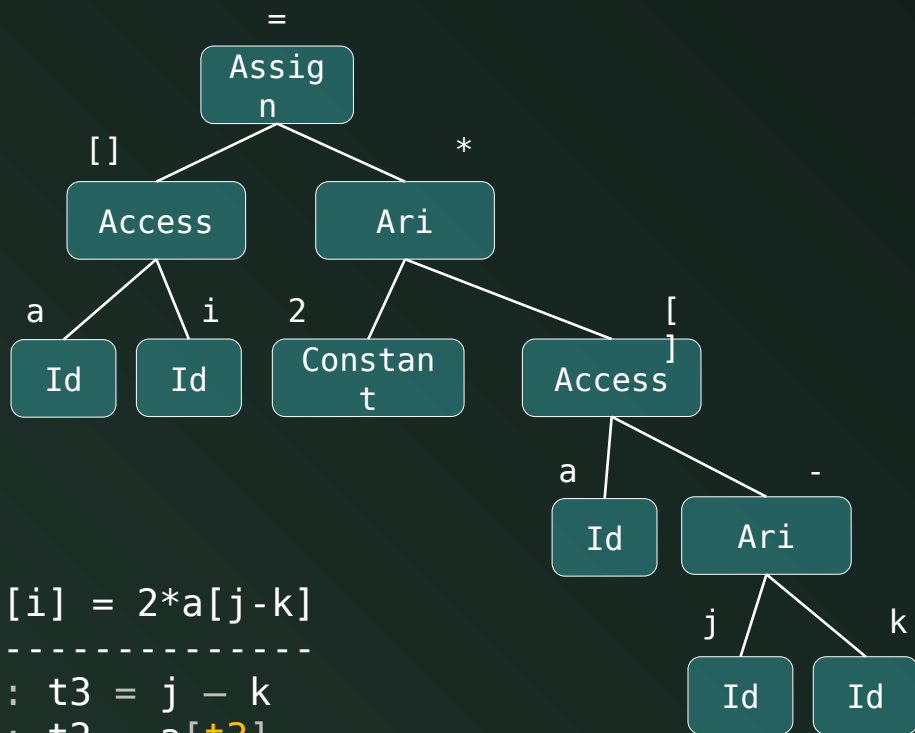 =
Assig
n
[] *
Access Ari
a i 2 [
]
Id Id Constan
t Access
a -
Id Ari
[i] = 2*a[j-k]
--------------
j k
: t3 = j – k
Id Id